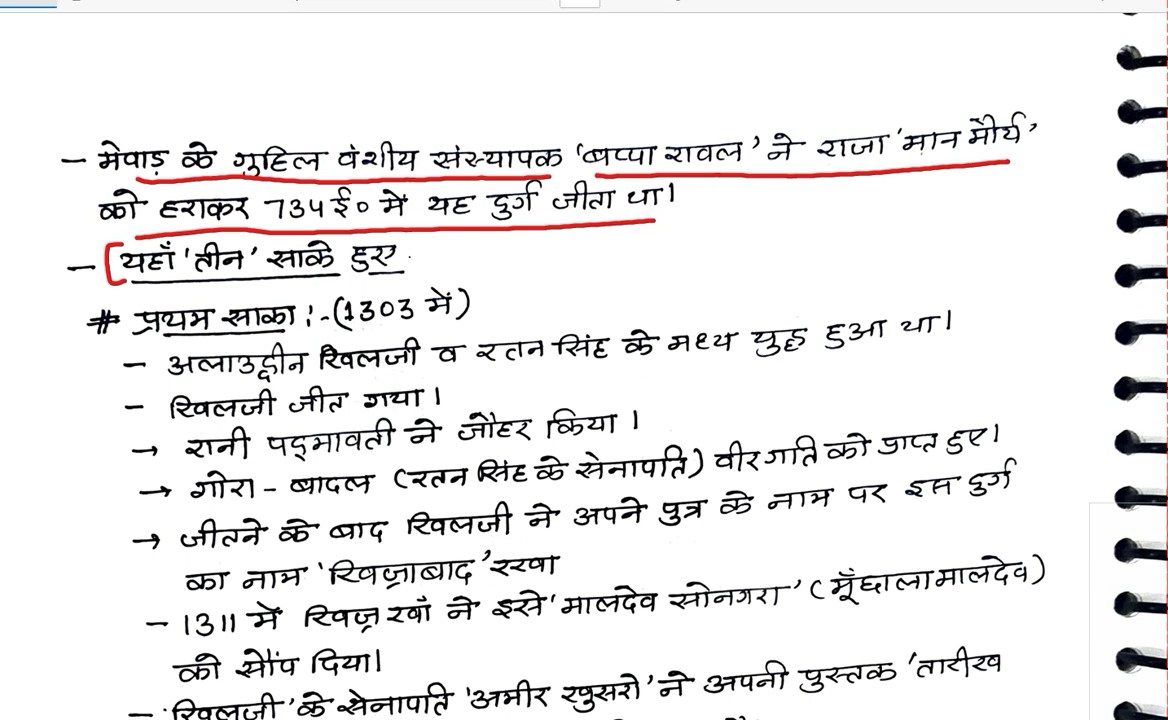 - मेवाड़ के गुहिल वंशीय संस्थापक 'बप्पा रावल' ने राजा 'मान मौर्य'
को हराकर 734 ई० में यह दुर्ग जीता था।
- [यहाँ 'तीन' साके हुए.
# प्रथम साका :- (1303 में)
- अलाउद्दीन खिलजी व रतन सिंह के मध्य युद्ध हुआ था।
- खिलजी जीत गया।
→ रानी पद्मावती ने जौहर किया।
→ गोरा - बादल (रतन सिंह के सेनापति) वीरगति को प्राप्त हुए।
→ जीतने के बाद खिलजी ने अपने पुत्र के नाम पर इस दुर्ग
का नाम 'खिज्राबाद' रखा
- 1311 में खिज्र खाँ ने इसे 'मालदेव सोनगरा' (मूँछाला मालदेव)
को सौंप दिया।
- 'खिलजी' के सेनापति 'अमीर खुसरो' ने अपनी पुस्तक 'तारीख